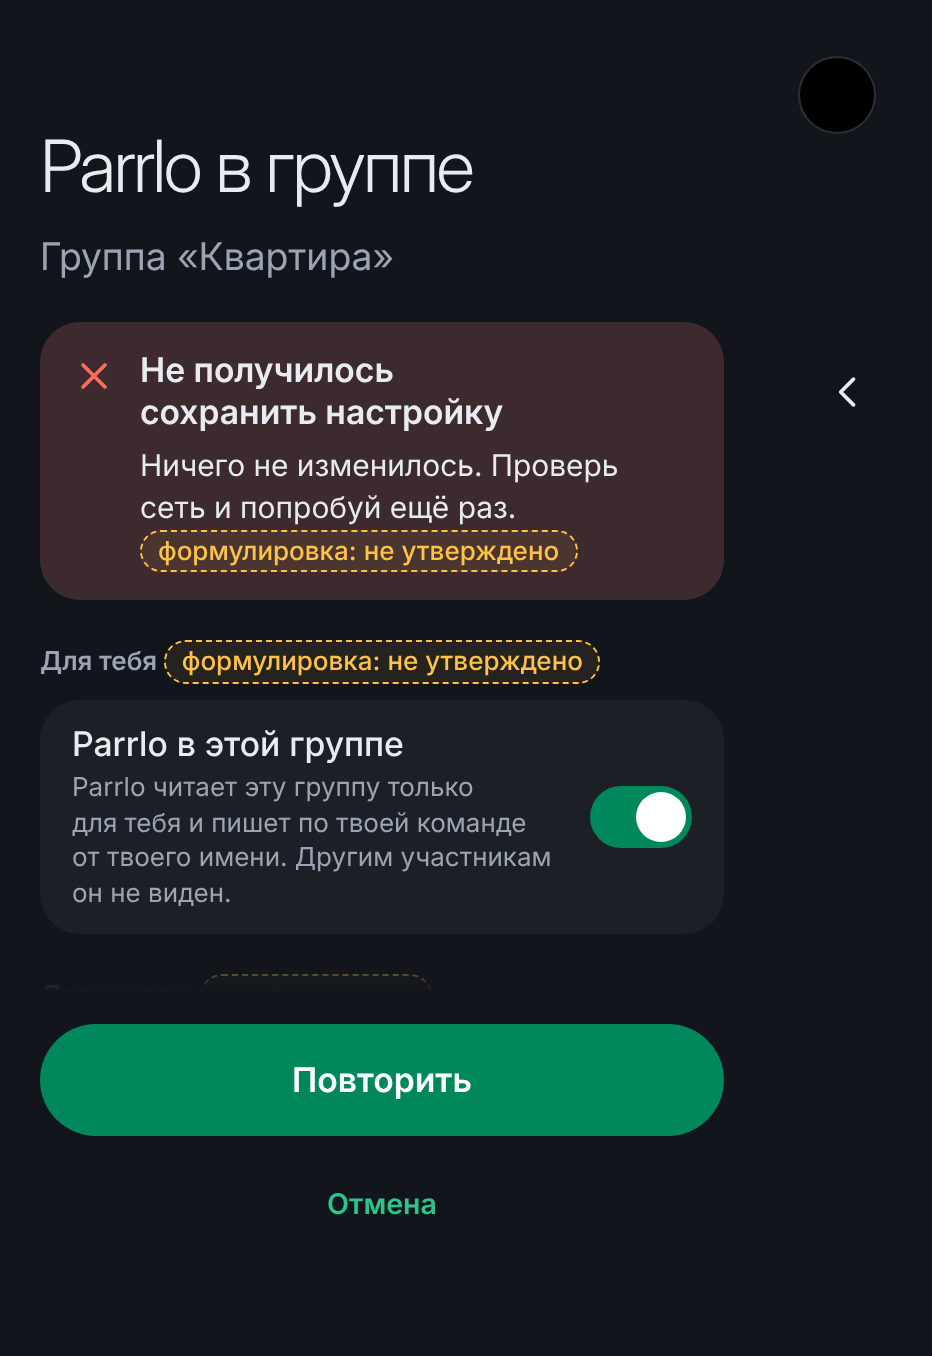 Parrlo в группе
Группа «Квартира»
Не получилось
сохранить настройку
Ничего не изменилось. Проверь
сеть и попробуй ещё раз.
формулировка: не утверждено
Для тебя формулировка: не утверждено
Parrlo в этой группе
Parrlo читает эту группу только
для тебя и пишет по твоей команде
от твоего имени. Другим участникам
он не виден.
Повторить
Отмена